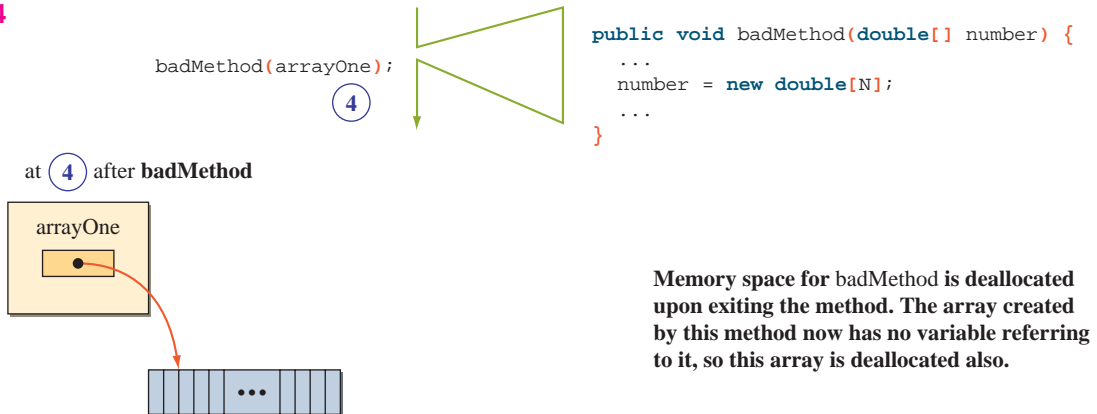 4
public void badMethod(double[] number) {
...
badMethod(arrayOne);
number = new double[N];
4
...
}
at 4 after badMethod
arrayOne
Memory space for badMethod is deallocated
upon exiting the method. The array created
by this method now has no variable referring
to it, so this array is deallocated also.
•••